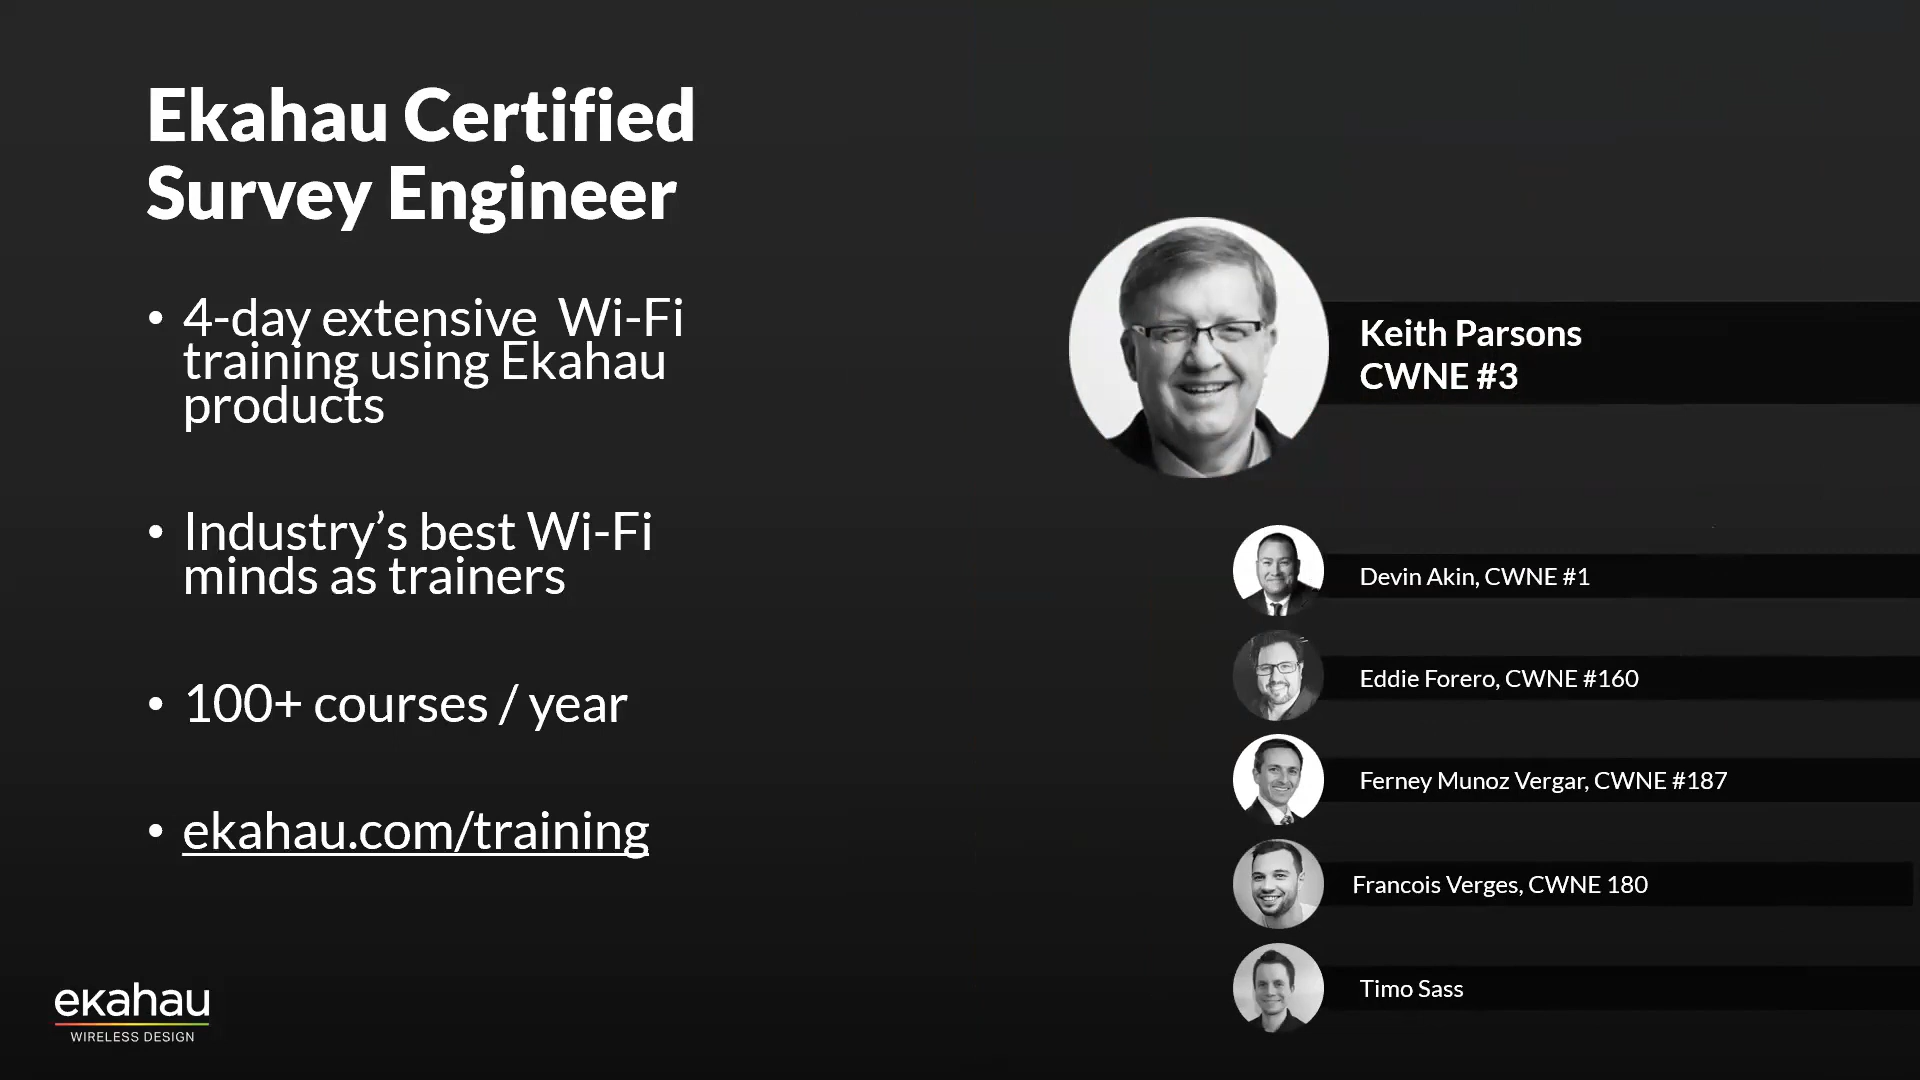 Ekahau Certified
Survey Engineer
• 4-day extensive  Wi-Fi
training using Ekahau
products
• Industry’s best Wi-Fi
minds as trainers
• 100+ courses / year
• ekahau.com/training
Keith Parsons
CWNE #3
Devin Akin, CWNE #1
Eddie Forero, CWNE #160
Ferney Munoz Vergar, CWNE #187
Francois Verges, CWNE 180
Timo Sass
ekahau
WIRELESS DESIGN